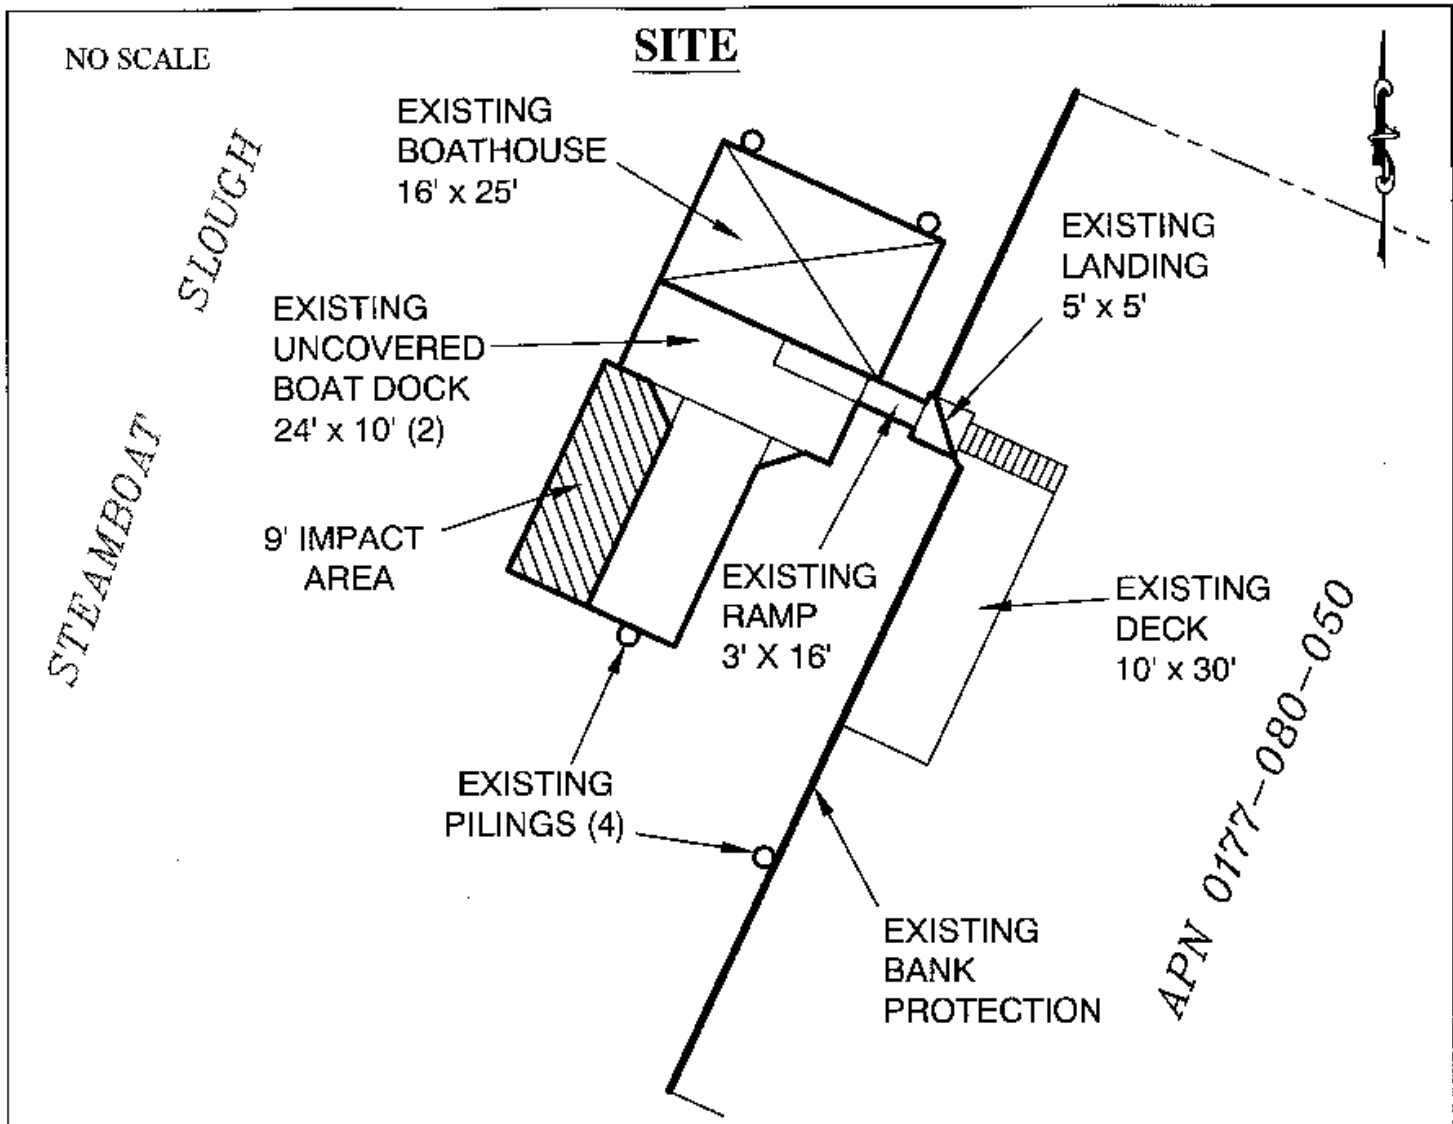 NO SCALE
SITE
EXISTING
BOATHOUSE
16' x 25'
SLOUGH
EXISTING
LANDING
5' x 5'
EXISTING
UNCOVERED
BOAT DOCK
24' x 10' (2)
STEAMBOAT
9' IMPACT
AREA
EXISTING
RAMP
3' X 16'
EXISTING
DECK
10' x 30'
EXISTING
PILINGS (4)
APN 0177-080-050
EXISTING
BANK
PROTECTION